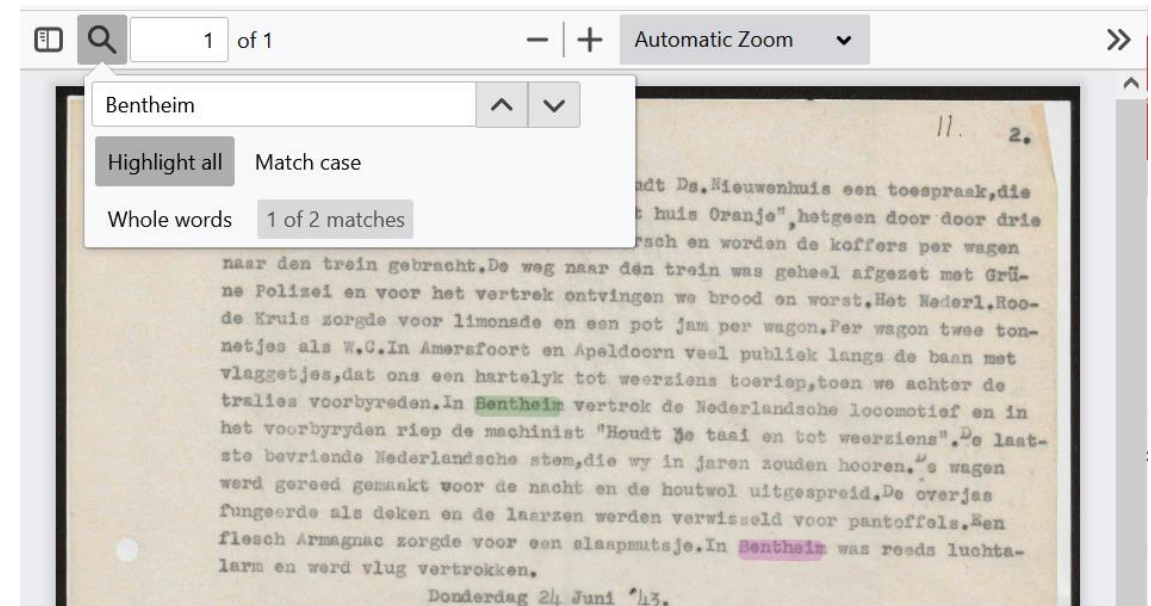 1 of 1
Automatic Zoom
Bentheim
Highlight all Match case
Whole words 1 of 2 matches
11. 2.
dt Ds.Nieuwenhuis een toespraak,die
huis Oranje",hetgeen door door drie
rsch en worden de koffers per wagen
naar den trein gebracht.De weg naar den trein was geheel afgezet met Grü-
ne Polizei en voor het vertrek ontvingen we brood en worst.Het Nederl.Roo-
de Kruis zorgde voor limonade en een pot jam per wagon.Per wagon twee ton-
netjes als W.C.In Amersfoort en Apeldoorn veel publiek langs de baan met
vlaggetjes,dat ons een hartelyk tot weerziens toeriep,toen we achter de
tralies voorbyreden.In Bentheim vertrok de Nederlandsche locomotief en in
het voorbyryden riep de machinist "Houdt je taai en tot weerziens".De laat-
ste bevriende Nederlandsche stem,die wy in jaren zouden hooren.De wagen
werd gereed gemaakt voor de nacht en de houtwol uitgespreid.De overjas
fungeerde als deken en de laarzen werden verwisseld voor pantoffels.Een
flesch Armagnac zorgde voor een slaapmutsje.In Bentheim was reeds luchta-
larm en werd vlug vertrokken.
Donderdag 24 Juni '43.